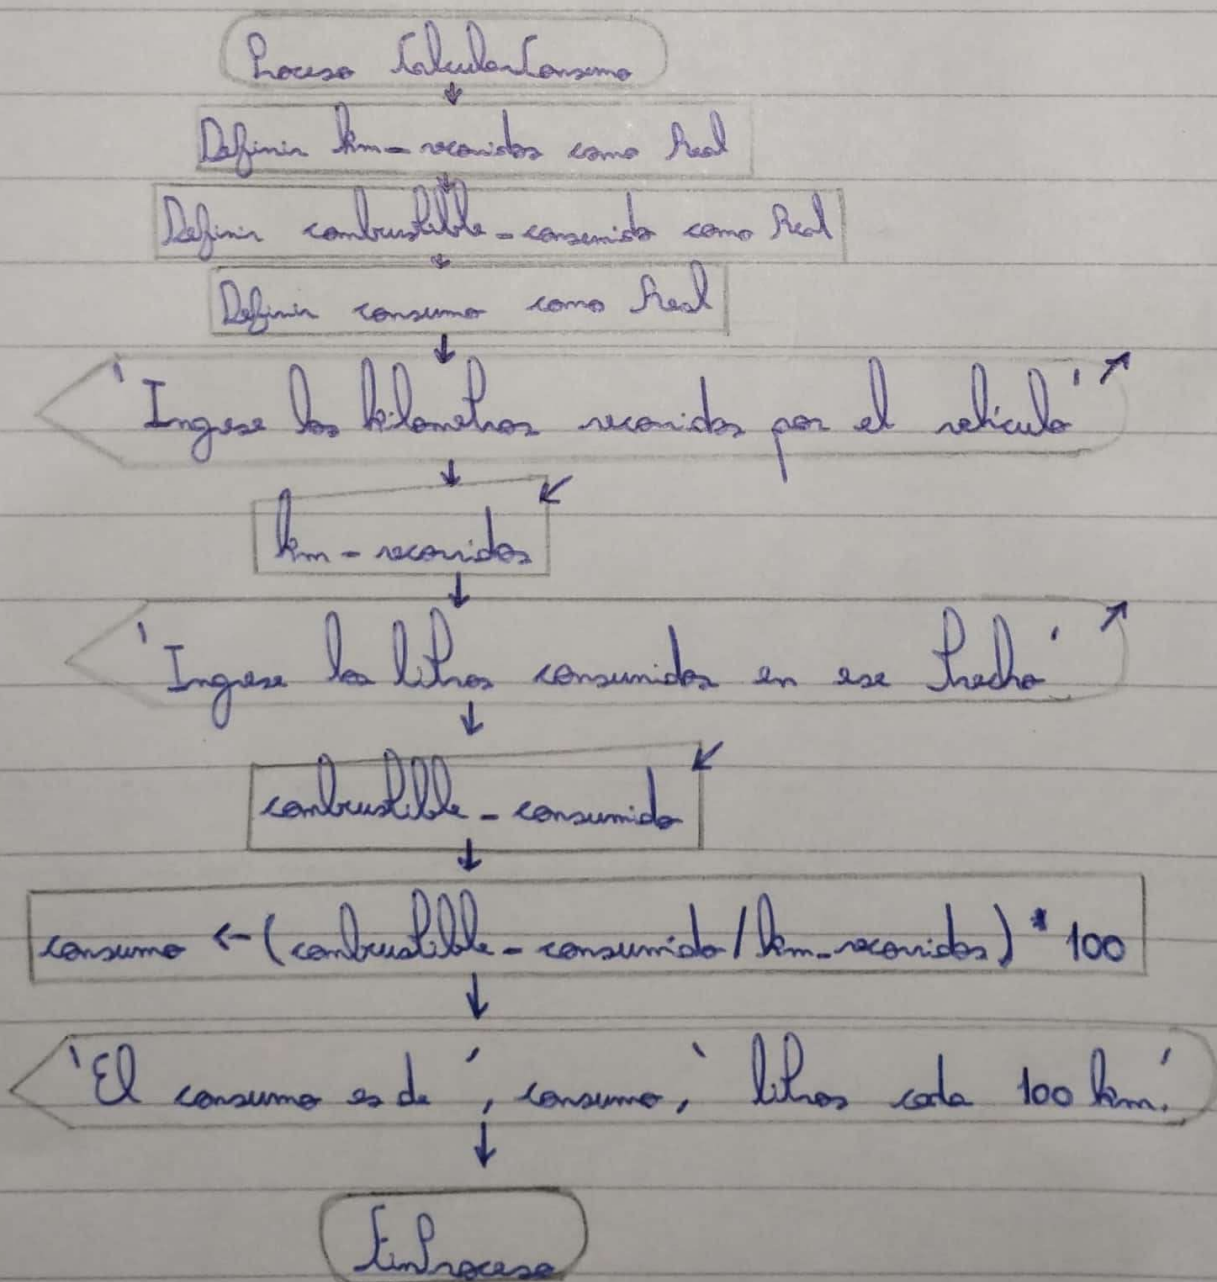 Proceso CalcularConsumo
Definir km_recorridos como Real
Definir combustible_consumido como Real
Definir consumo como Real
'Ingrese los kilometros recorridos por el vehiculo'
km_recorridos
'Ingrese los litros consumidos en ese trecho'
combustible_consumido
consumo ← (combustible_consumido/km_recorridos) * 100
'El consumo es de ', consumo, ' litros cada 100 km.'
FinProceso